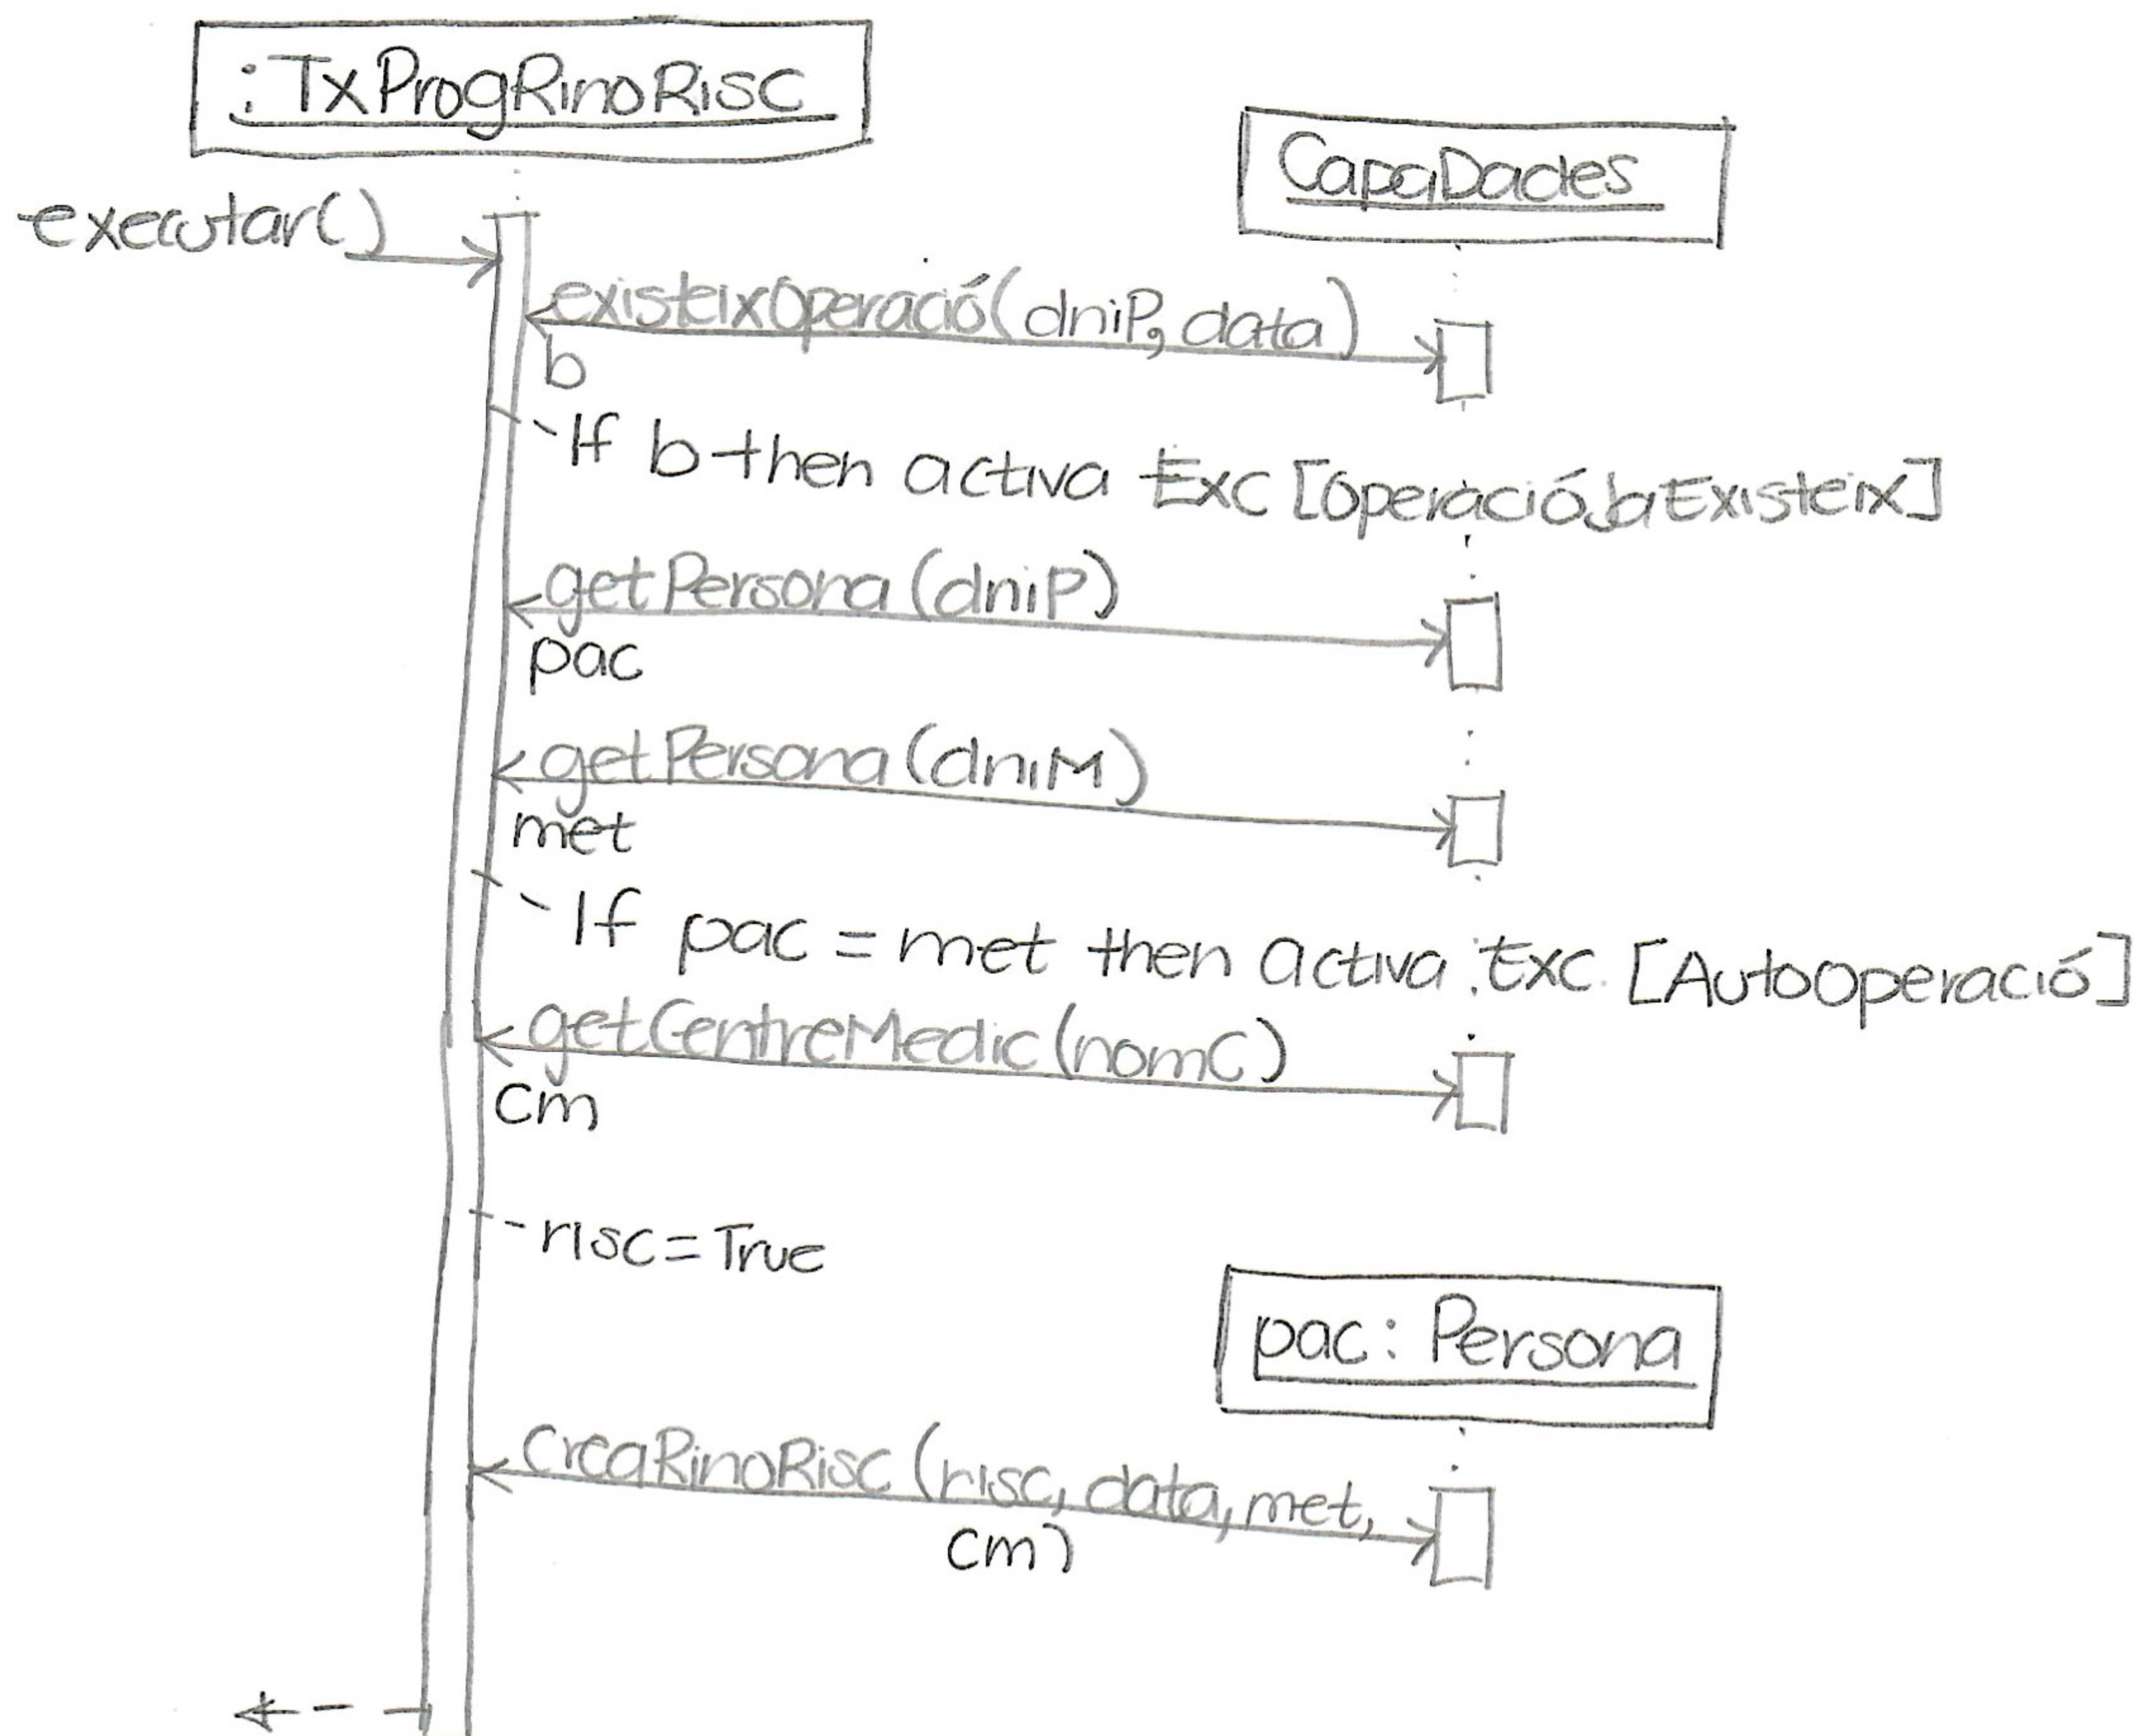 :TxProgRinoRisc
CapaDades
executar()
existeixOperació(dniP, data)
b
If b then activa Exc [OperacióJaExisteix]
getPersona(dniP)
pac
getPersona(dniM)
met
If pac = met then activa Exc [AutoOperació]
getCentreMedic(nomC)
cm
risc = True
pac: Persona
creaRinoRisc (risc, data, met,
cm)